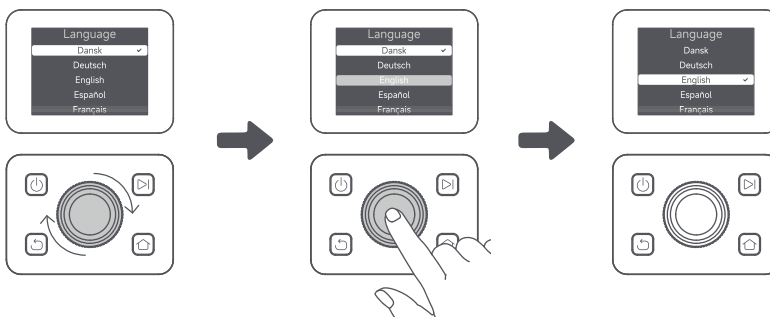 Language
Dansk
Deutsch
English
Español
Français
Language
Dansk
Deutsch
English
Español
Français
Language
Dansk
Deutsch
English
Español
Français